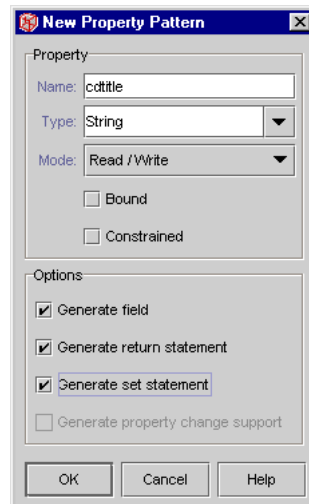 New Property Pattern
Property
Name: cdtitle
Type: String
Mode: Read / Write
Bound
Constrained
Options
Generate field
Generate return statement
Generate set statement
Generate property change support
OK Cancel Help